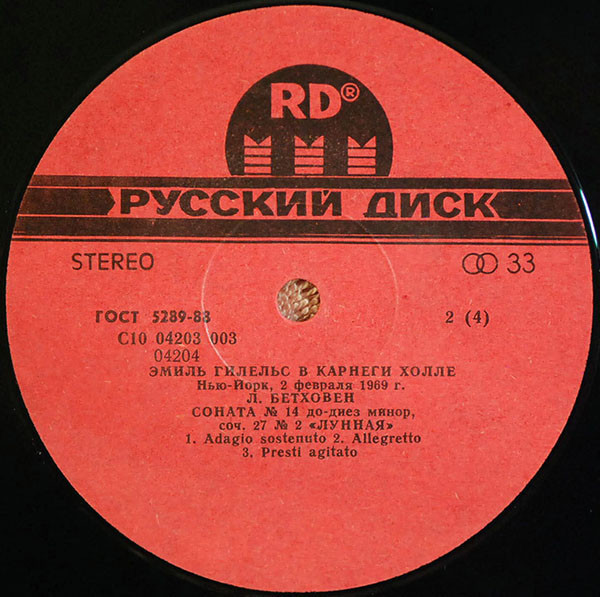 RD®
РУССКИЙ ДИСК
STEREO 33
ГОСТ 5289-88 2 (4)
С10 04203 003
04204
ЭМИЛЬ ГИЛЕЛЬС В КАРНЕГИ ХОЛЛЕ
Нью-Йорк, 2 февраля 1969 г.
Л. БЕТХОВЕН
СОНАТА № 14 до-диез минор,
соч. 27 № 2 «ЛУННАЯ»
1. Adagio sostenuto 2. Allegretto
3. Presti agitato